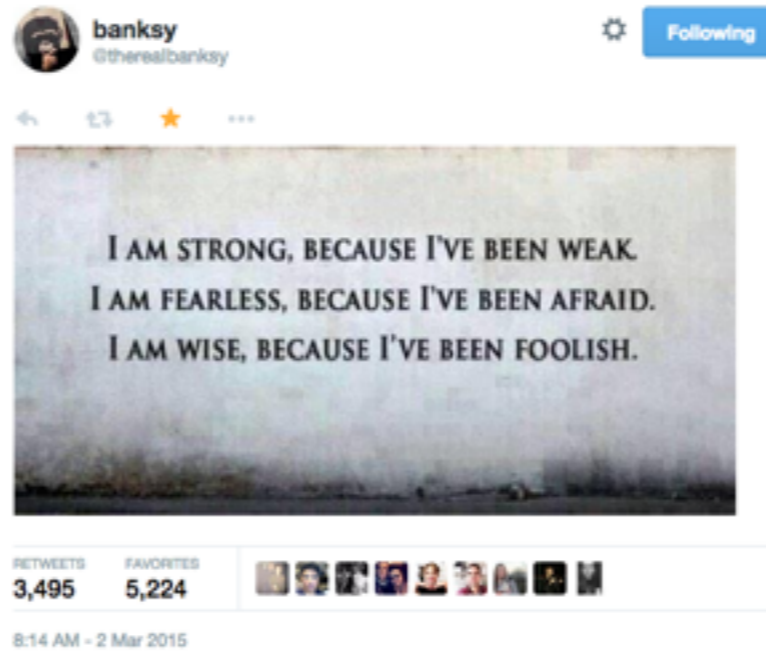 banksy
@therealbanksy
Following
I AM STRONG, BECAUSE I'VE BEEN WEAK.
I AM FEARLESS, BECAUSE I'VE BEEN AFRAID.
I AM WISE, BECAUSE I'VE BEEN FOOLISH.
RETWEETS FAVORITES
3,495 5,224
8:14 AM - 2 Mar 2015